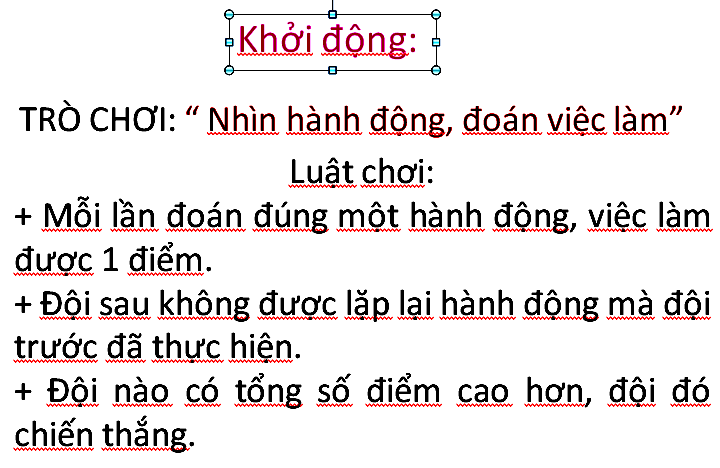 Khởi động:
TRÒ CHƠI: “ Nhìn hành động, đoán việc làm”
Luật chơi:
+ Mỗi lần đoán đúng một hành động, việc làm
được 1 điểm.
+ Đội sau không được lặp lại hành động mà đội
trước đã thực hiện.
+ Đội nào có tổng số điểm cao hơn, đội đó
chiến thắng.